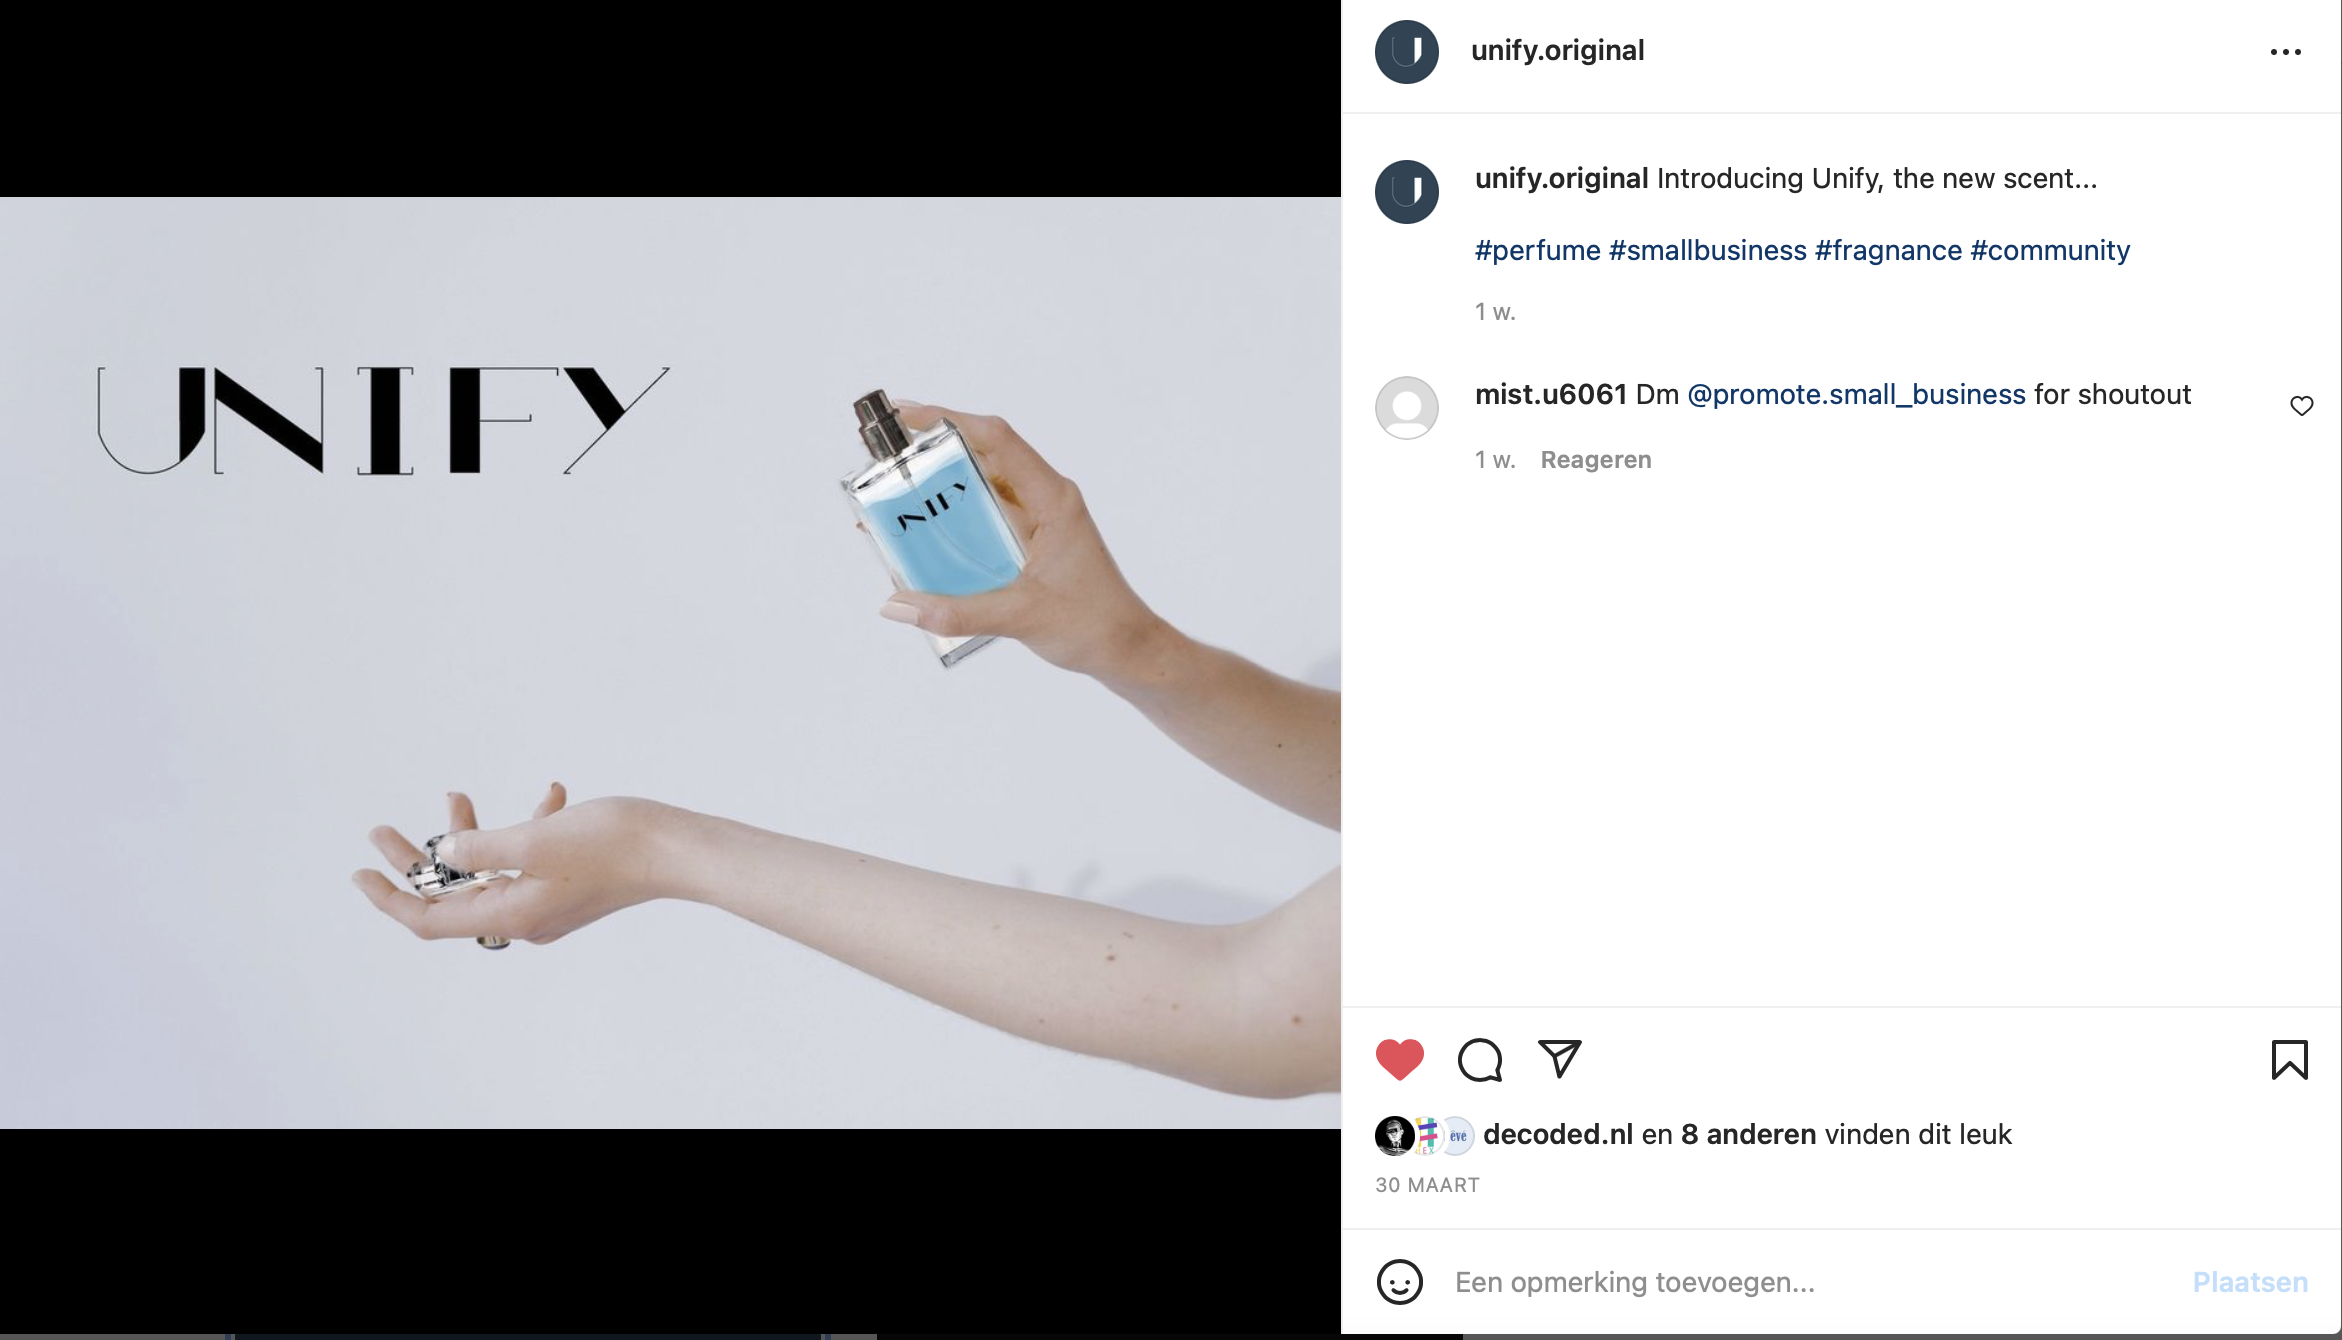 UNIFY
UNIFY
unify.original
unify.original Introducing Unify, the new scent...
#perfume #smallbusiness #fragnance #community
1 w.
mist.u6061 Dm @promote.small_business for shoutout
1 w. Reageren
ëvé
decoded.nl en 8 anderen vinden dit leuk
30 MAART
Een opmerking toevoegen...
Plaatsen